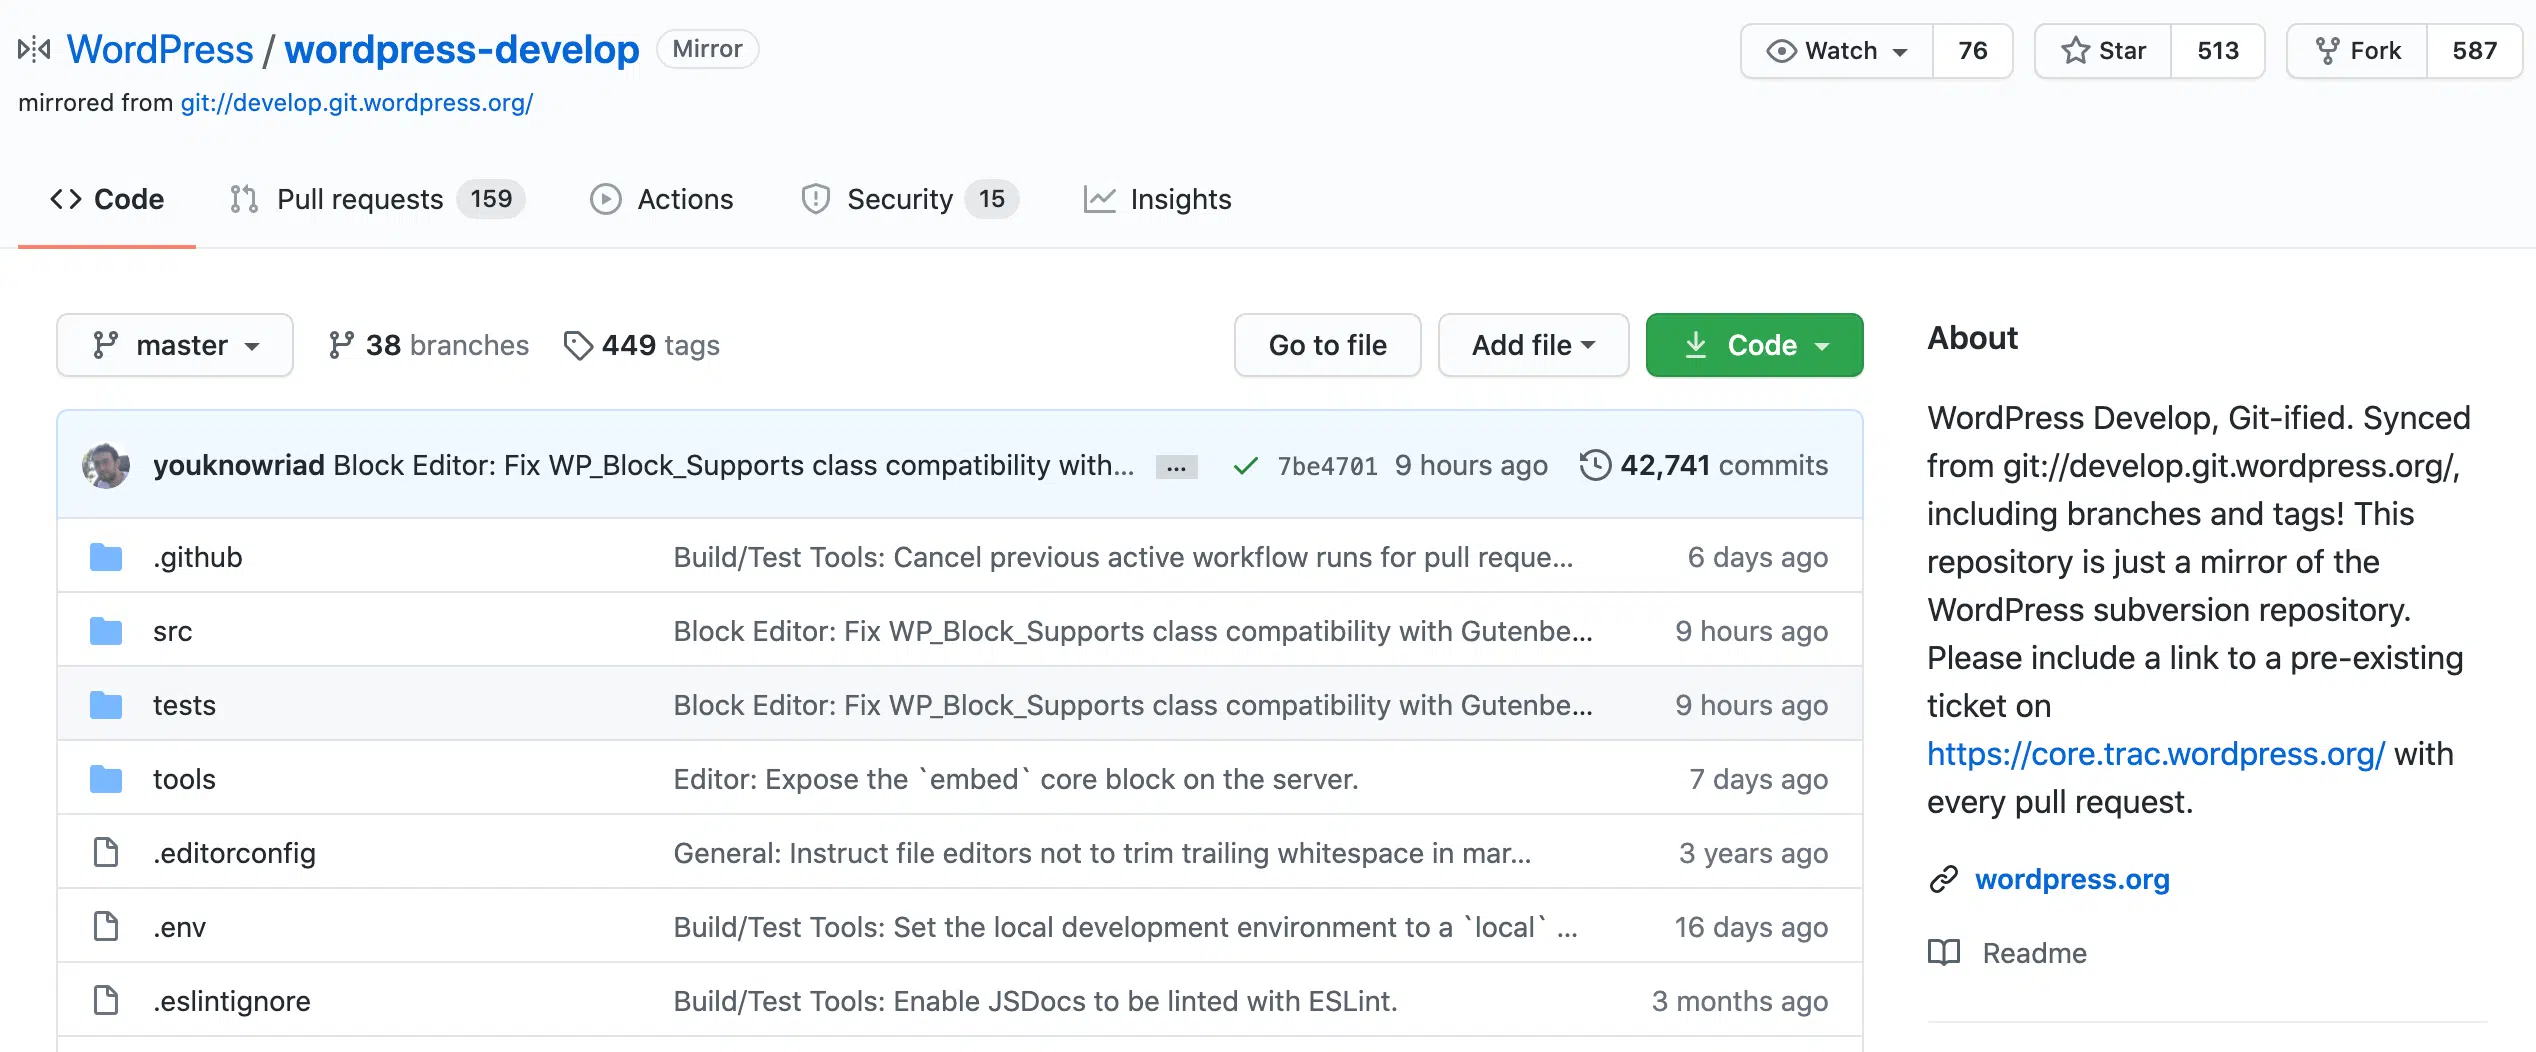 WordPress / wordpress-develop Mirror
Watch 76 Star 513 Fork 587
mirrored from git://develop.git.wordpress.org/
Code Pull requests 159 Actions Security 15 Insights
master 38 branches 449 tags Go to file Add file Code
youknowriad Block Editor: Fix WP_Block_Supports class compatibility with... ... 7be4701 9 hours ago 42,741 commits
.github Build/Test Tools: Cancel previous active workflow runs for pull reque... 6 days ago
src Block Editor: Fix WP_Block_Supports class compatibility with Gutenbe... 9 hours ago
tests Block Editor: Fix WP_Block_Supports class compatibility with Gutenbe... 9 hours ago
tools Editor: Expose the `embed` core block on the server. 7 days ago
.editorconfig General: Instruct file editors not to trim trailing whitespace in mar... 3 years ago
.env Build/Test Tools: Set the local development environment to a `local` ... 16 days ago
.eslintignore Build/Test Tools: Enable JSDocs to be linted with ESLint. 3 months ago
About
WordPress Develop, Git-ified. Synced
from git://develop.git.wordpress.org/,
including branches and tags! This
repository is just a mirror of the
WordPress subversion repository.
Please include a link to a pre-existing
ticket on
https://core.trac.wordpress.org/ with
every pull request.
wordpress.org
Readme